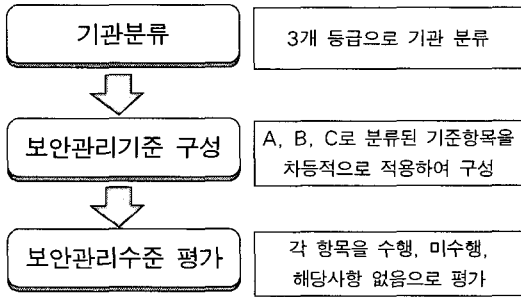 기관분류
3개 등급으로 기관 분류
보안관리기준 구성
A, B, C로 분류된 기준항목을
차등적으로 적용하여 구성
보안관리수준 평가
각 항목을 수행, 미수행,
해당사항 없음으로 평가